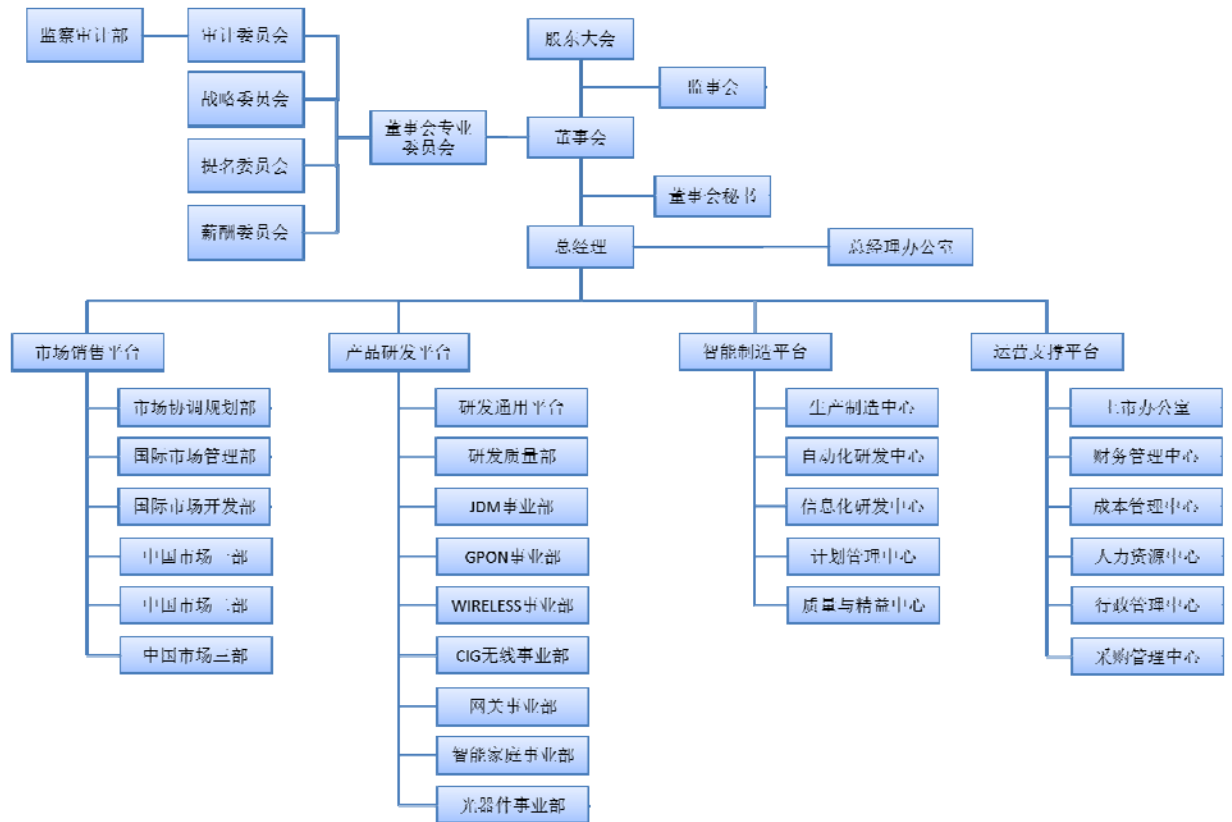 监察审计部
审计委员会
股东大会
战略委员会
监事会
董事会专业
委员会
董事会
提名委员会
董事会秘书
薪酬委员会
总经理
总经理办公室
市场销售平台
产品研发平台
智能制造平台
运营支撑平台
市场协调规划部
研发通用平台
生产制造中心
上市办公室
国际市场管理部
研发质量部
自动化研发中心
财务管理中心
国际市场开发部
JDM事业部
信息化研发中心
成本管理中心
中国市场一部
GPON事业部
计划管理中心
人力资源中心
中国市场二部
WIRELESS事业部
质量与精益中心
行政管理中心
中国市场三部
CIG无线事业部
采购管理中心
网关事业部
智能家庭事业部
光器件事业部